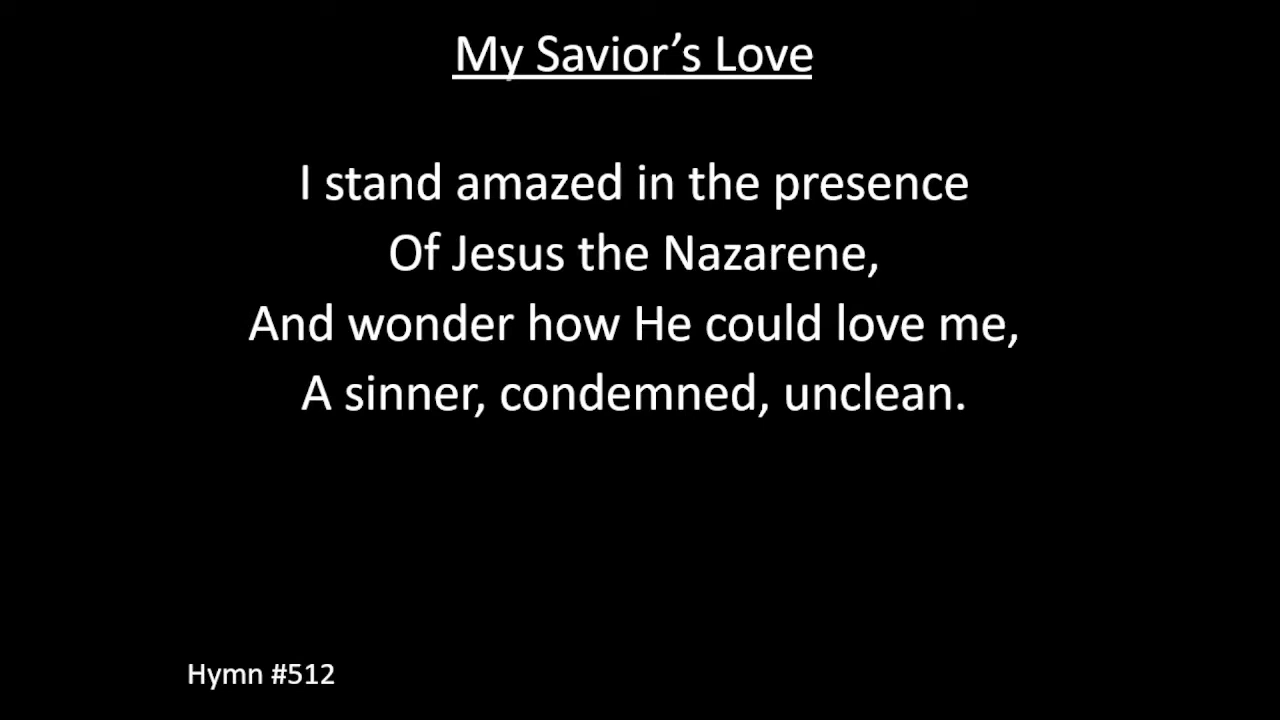 My Savior’s Love
I stand amazed in the presence
Of Jesus the Nazarene,
And wonder how He could love me,
A sinner, condemned, unclean.
Hymn #512